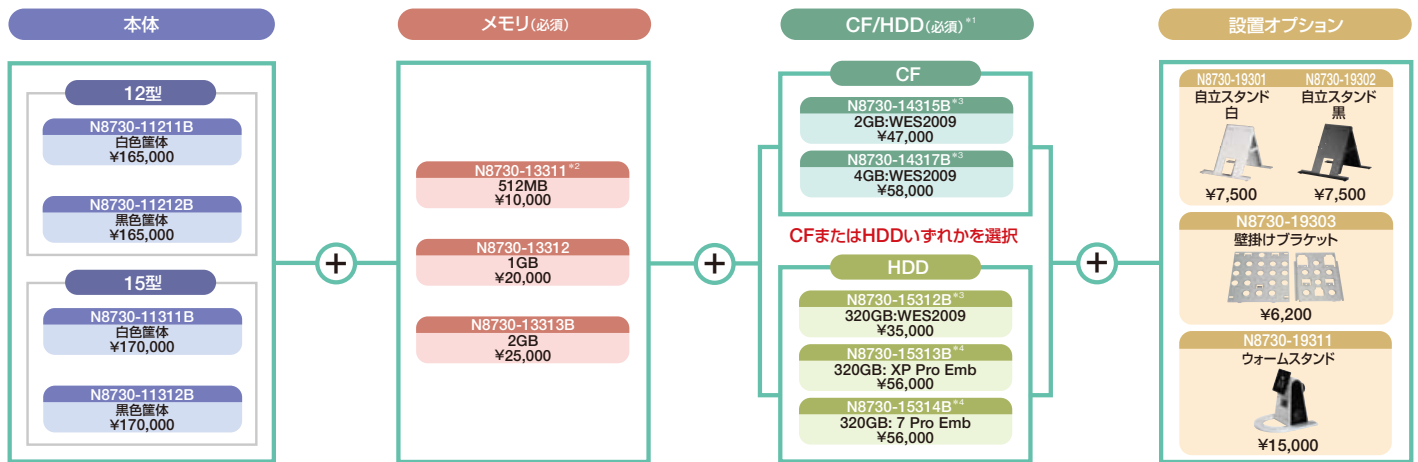 本体
12型
N8730-11211B
白色筐体
¥165,000
N8730-11212B
黒色筐体
¥165,000
15型
N8730-11311B
白色筐体
¥170,000
N8730-11312B
黒色筐体
¥170,000
+
メモリ(必須)
N8730-13311*2
512MB
¥10,000
N8730-13312
1GB
¥20,000
N8730-13313B
2GB
¥25,000
+
CF/HDD(必須)*1
CF
N8730-14315B*3
2GB:WES2009
¥47,000
N8730-14317B*3
4GB:WES2009
¥58,000
CFまたはHDDいずれかを選択
HDD
N8730-15312B*3
320GB:WES2009
¥35,000
N8730-15313B*4
320GB: XP Pro Emb
¥56,000
N8730-15314B*4
320GB: 7 Pro Emb
¥56,000
+
設置オプション
N8730-19301
自立スタンド
白
¥7,500
N8730-19302
自立スタンド
黒
¥7,500
N8730-19303
壁掛けブラケット
¥6,200
N8730-19311
ウォームスタンド
¥15,000